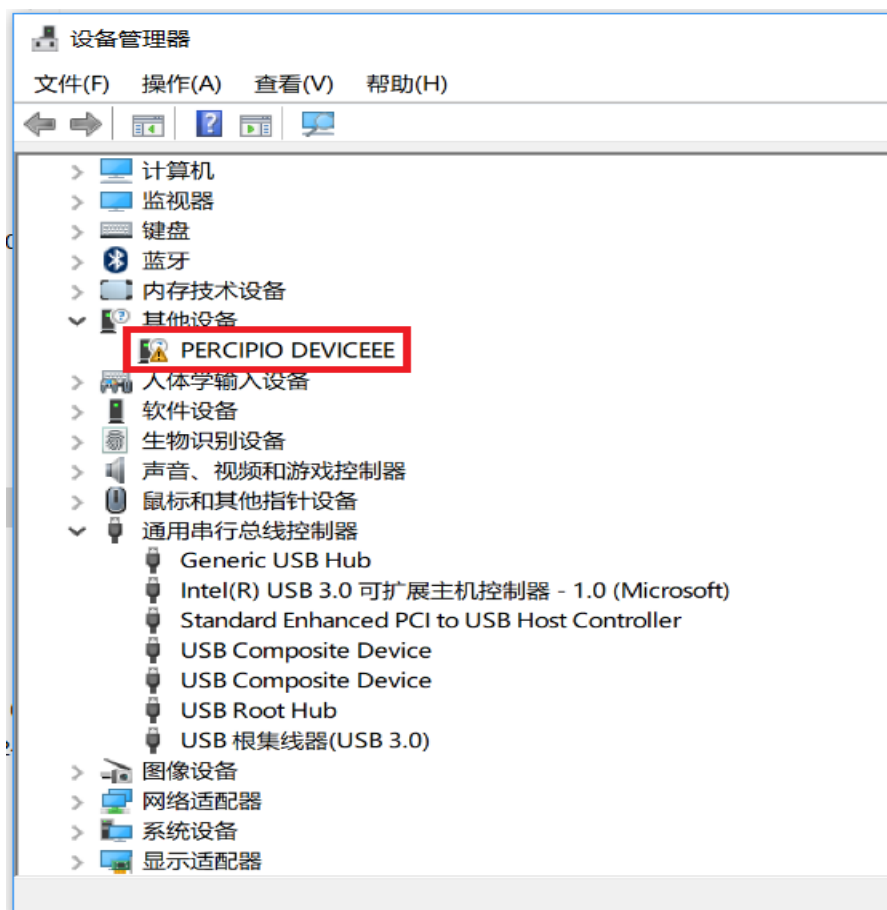 设备管理器
文件(F) 操作(A) 查看(V) 帮助(H)
计算机
监视器
键盘
蓝牙
内存技术设备
其他设备
PERCIPIO DEVICEEE
人体学输入设备
软件设备
生物识别设备
声音、视频和游戏控制器
鼠标和其他指针设备
通用串行总线控制器
Generic USB Hub
Intel(R) USB 3.0 可扩展主机控制器 - 1.0 (Microsoft)
Standard Enhanced PCI to USB Host Controller
USB Composite Device
USB Composite Device
USB Root Hub
USB 根集线器(USB 3.0)
图像设备
网络适配器
系统设备
显示适配器